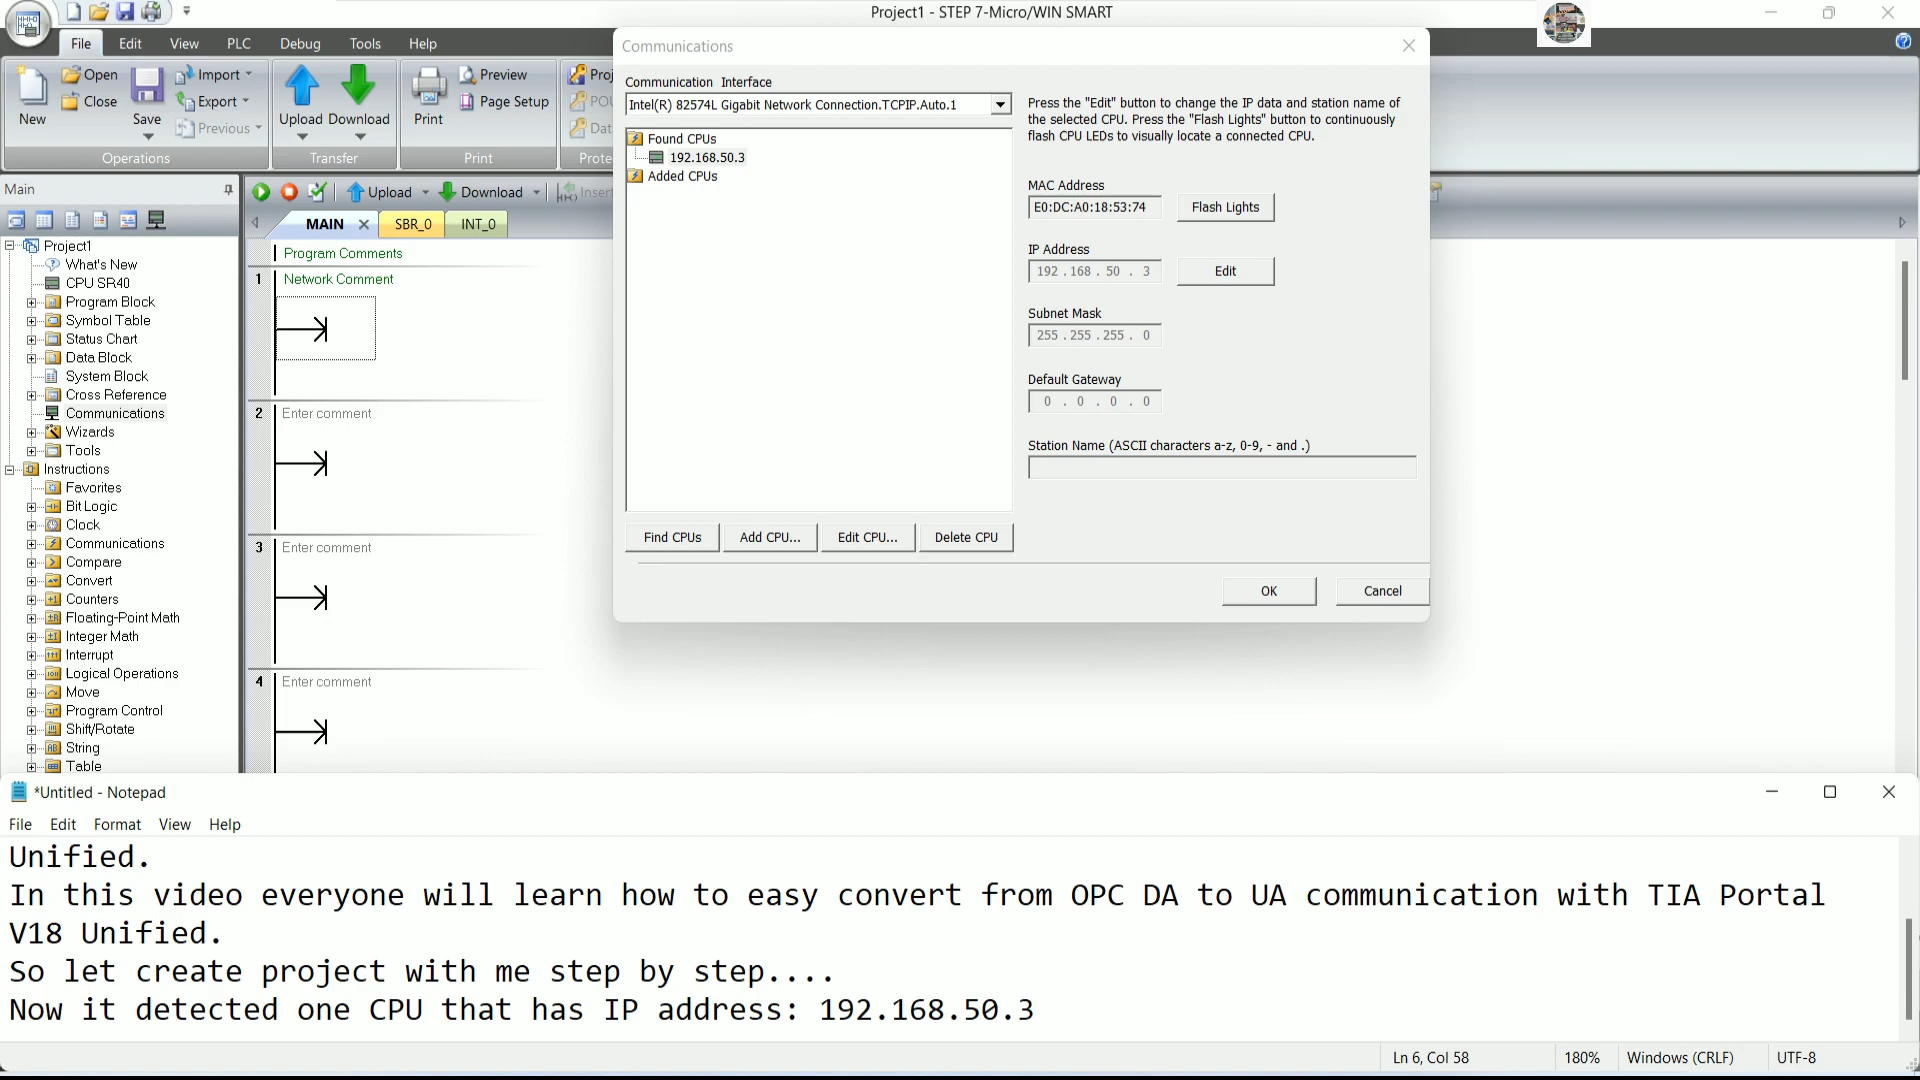 Project1 - STEP 7-Micro/WIN SMART
File Edit View PLC Debug Tools Help
New
Open
Close
Save
Import
Export
Previous
Operations
Upload
Download
Transfer
Print
Preview
Page Setup
Print
Main
Project1
What's New
CPU SR40
Program Block
Symbol Table
Status Chart
Data Block
System Block
Cross Reference
Communications
Wizards
Tools
Instructions
Favorites
Bit Logic
Clock
Communications
Compare
Convert
Counters
Floating-Point Math
Integer Math
Interrupt
Logical Operations
Move
Program Control
Shift/Rotate
String
Table
Upload Download Insert
MAIN SBR_0 INT_0
Program Comments
1 Network Comment
2 Enter comment
3 Enter comment
4 Enter comment
Communications
Communication Interface
Intel(R) 82574L Gigabit Network Connection.TCPIP.Auto.1
Found CPUs
192.168.50.3
Added CPUs
Find CPUs Add CPU... Edit CPU... Delete CPU
Press the "Edit" button to change the IP data and station name of
the selected CPU. Press the "Flash Lights" button to continuously
flash CPU LEDs to visually locate a connected CPU.
MAC Address
E0:DC:A0:18:53:74 Flash Lights
IP Address
192 . 168 . 50 . 3 Edit
Subnet Mask
255 . 255 . 255 . 0
Default Gateway
0 . 0 . 0 . 0
Station Name (ASCII characters a-z, 0-9, - and .)
OK Cancel
*Untitled - Notepad
File Edit Format View Help
Unified.
In this video everyone will learn how to easy convert from OPC DA to UA communication with TIA Portal
V18 Unified.
So let create project with me step by step....
Now it detected one CPU that has IP address: 192.168.50.3
Ln 6, Col 58 180% Windows (CRLF) UTF-8